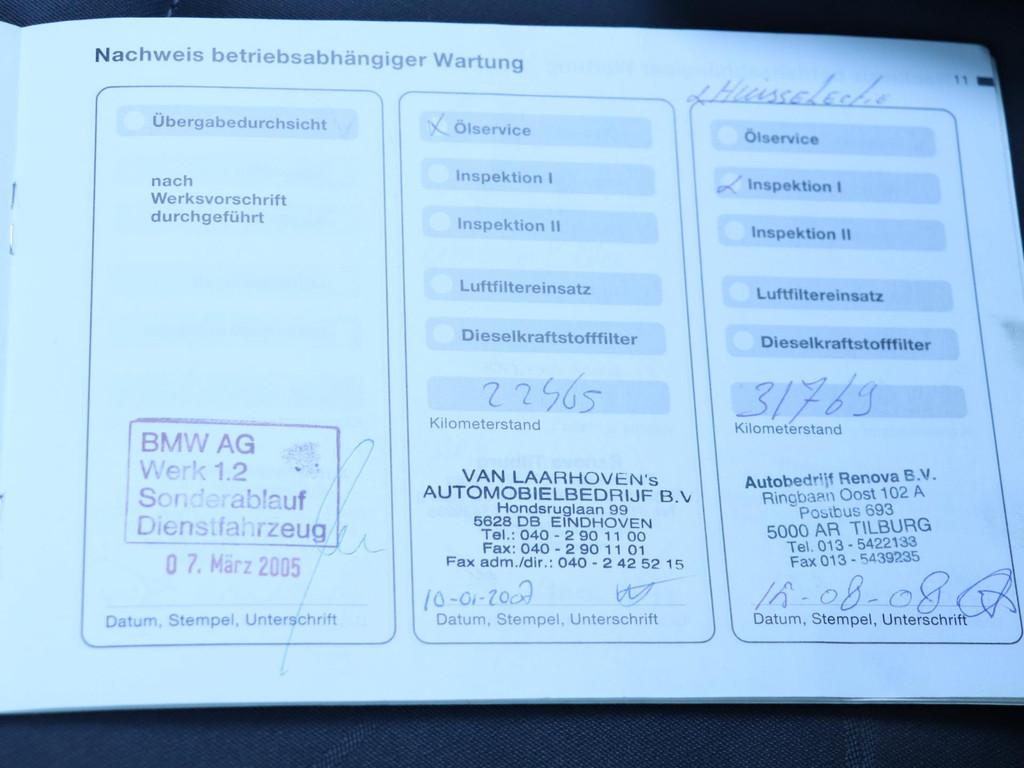 Nachweis betriebsabhängiger Wartung
11
Übergabedurchsicht
nach
Werksvorschrift
durchgeführt
BMW AG
Werk 1.2
Sonderablauf
Dienstfahrzeug
07. März 2005
Datum, Stempel, Unterschrift
Ölservice
Inspektion I
Inspektion II
Luftfiltereinsatz
Dieselkraftstofffilter
22465
Kilometerstand
VAN LAARHOVEN's
AUTOMOBIELBEDRIJF B.V
Hondsruglaan 99
5628 DB EINDHOVEN
Tel.: 040 - 2 90 11 00
Fax: 040 - 2 90 11 01
Fax adm./dir.: 040 - 2 42 52 15
10-01-2007
Datum, Stempel, Unterschrift
Ölservice
Inspektion I
Inspektion II
Luftfiltereinsatz
Dieselkraftstofffilter
31769
Kilometerstand
Autobedrijf Renova B.V.
Ringbaan Oost 102 A
Postbus 693
5000 AR TILBURG
Tel. 013 - 5422133
Fax 013 - 5439235
-08-08
Datum, Stempel, Unterschrift